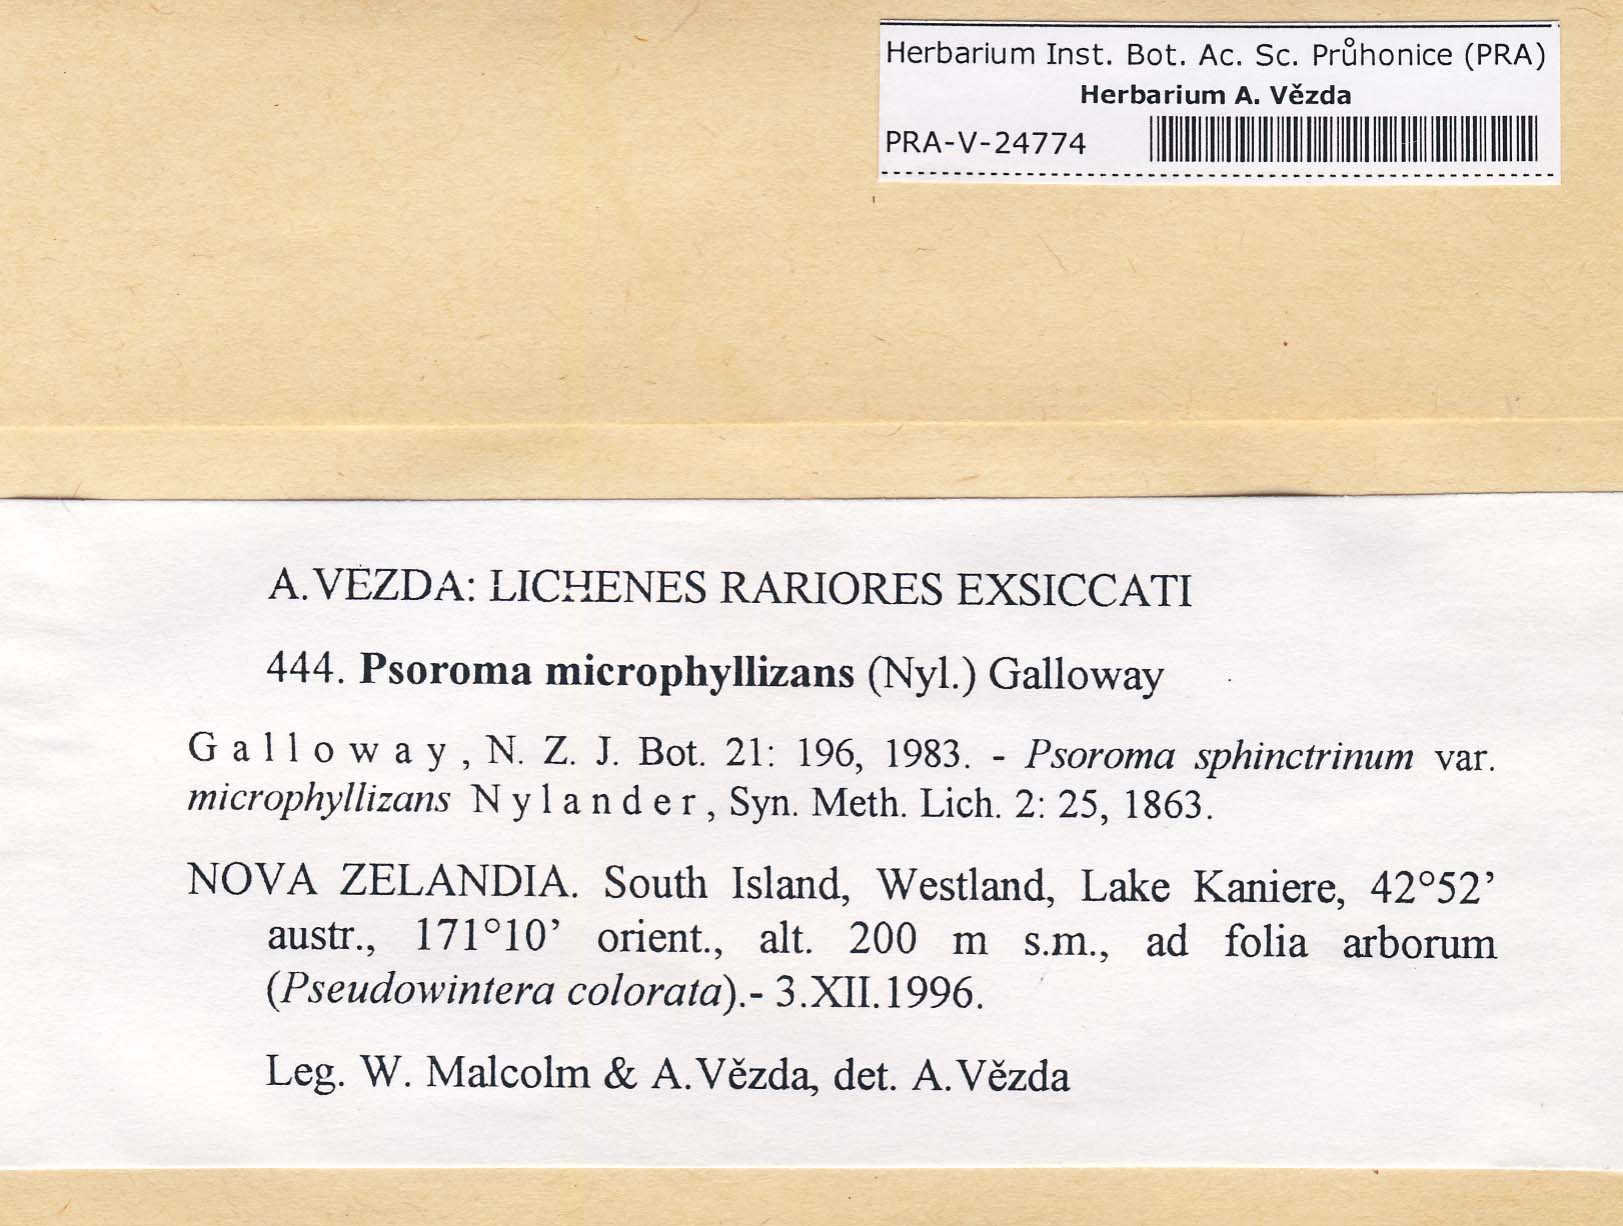 Herbarium Inst. Bot. Ac. Sc. Průhonice (PRA)
Herbarium A. Vězda
PRA-V-24774
A.VĖZDA: LICHENES RARIORES EXSICCATI
444. Psoroma microphyllizans (Nyl.) Galloway
Galloway, N. Z. J. Bot. 21: 196, 1983. - Psoroma sphinctrinum var.
microphyllizans Nylander, Syn. Meth. Lich. 2: 25, 1863.
NOVA ZELANDIA. South Island, Westland, Lake Kaniere, 42°52’
austr., 171°10’ orient., alt. 200 m s.m., ad folia arborum
(Pseudowintera colorata).- 3.XII.1996.
Leg. W. Malcolm & A.Vězda, det. A.Vězda